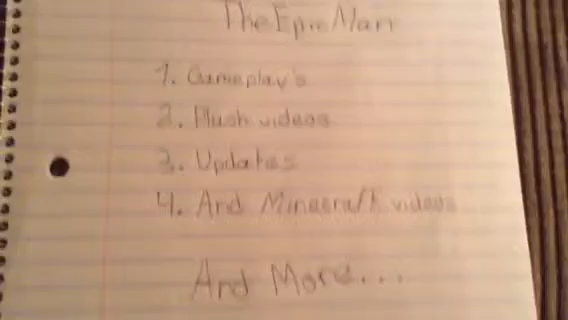 TheEpicMan
1. Gameplay's
2. Plush videos
3. Updates
4. And Minecraft videos
And More...